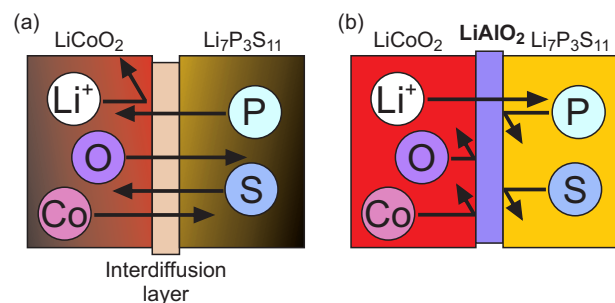 (a)
LiCoO₂
Li₇P₃S₁₁
Li⁺
P
O
S
Co
Interdiffusion
layer
(b)
LiCoO₂
LiAlO₂
Li₇P₃S₁₁
Li⁺
P
O
S
Co